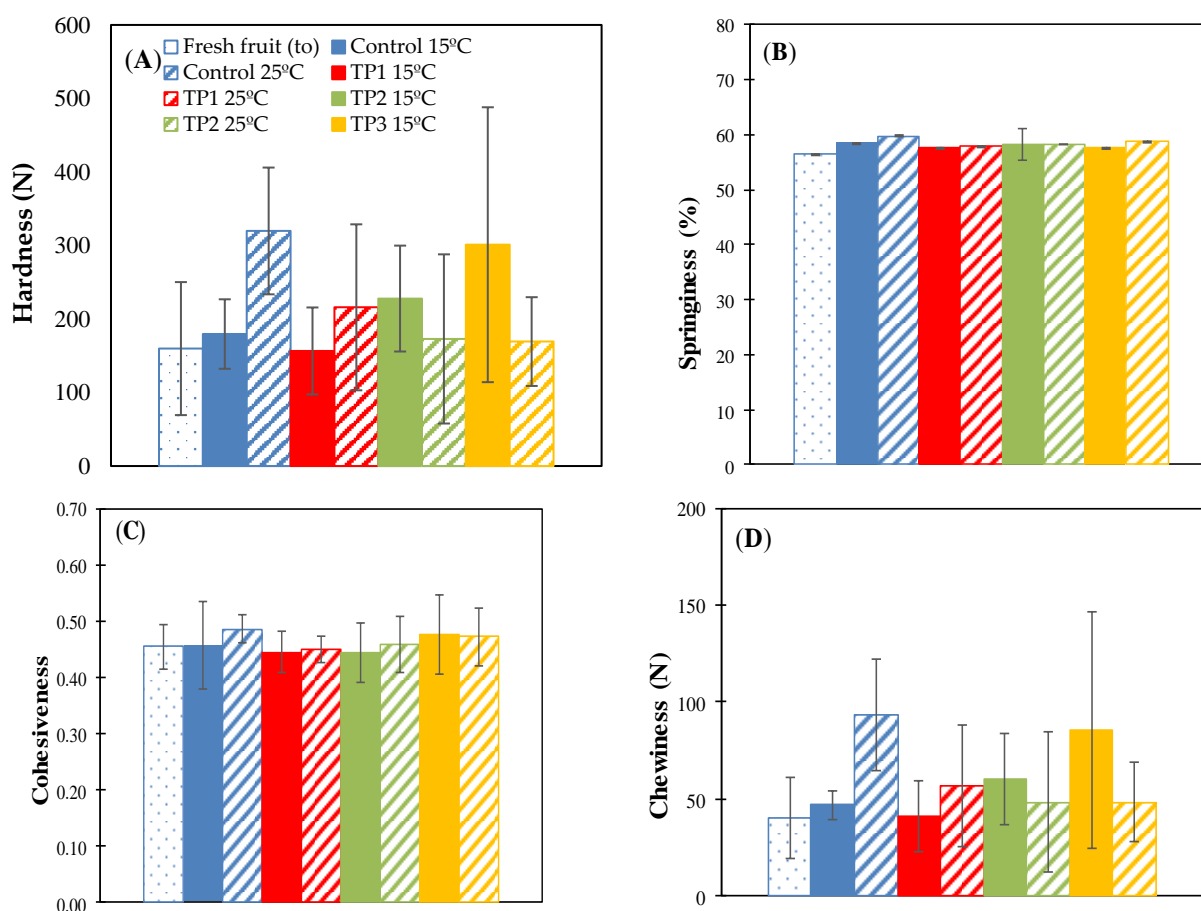 600
500
400
300
200
100
0
Hardness (N)
(A)
Fresh fruit (to) Control 15ºC
Control 25ºC TP1 15ºC
TP1 25ºC TP2 15ºC
TP2 25ºC TP3 15ºC
80
70
60
50
40
30
20
10
0
Springiness (%)
(B)
0.70
0.60
0.50
0.40
0.30
0.20
0.10
0.00
Cohesiveness
(C)
200
150
100
50
0
Chewiness (N)
(D)